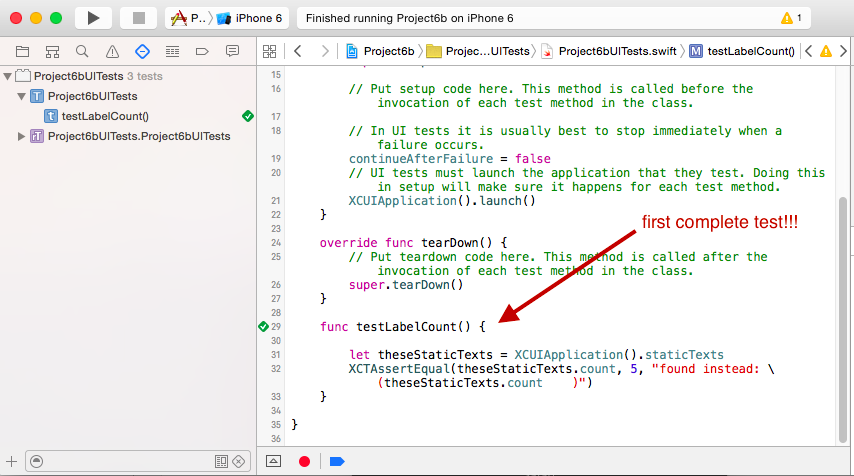 P.. iPhone 6
Finished running Project6b on iPhone 6
1
Project6b Projec...UITests Project6bUITests.swift testLabelCount()
Project6bUITests 3 tests
Project6bUITests
testLabelCount()
Project6bUITests.Project6bUITests
15
16 // Put setup code here. This method is called before the
invocation of each test method in the class.
17
18 // In UI tests it is usually best to stop immediately when a
failure occurs.
19 continueAfterFailure = false
20 // UI tests must launch the application that they test. Doing this
in setup will make sure it happens for each test method.
21 XCUIApplication().launch()
22 }
first complete test!!!
23
24 override func tearDown() {
25 // Put teardown code here. This method is called after the
invocation of each test method in the class.
26 super.tearDown()
27 }
28
29 func testLabelCount() {
30
31 let theseStaticTexts = XCUIApplication().staticTexts
32 XCTAssertEqual(theseStaticTexts.count, 5, "found instead: \
(theseStaticTexts.count )")
33 }
34
35 }
36